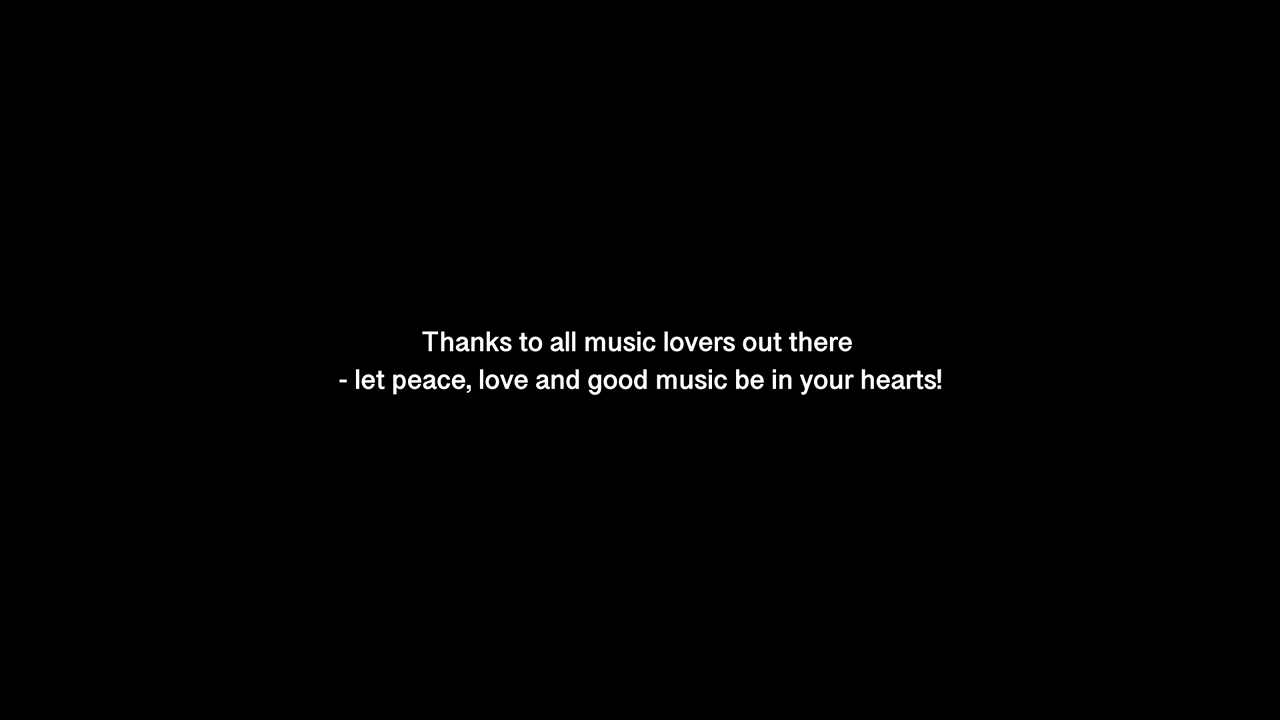 Thanks to all music lovers out there
- let peace, love and good music be in your hearts!